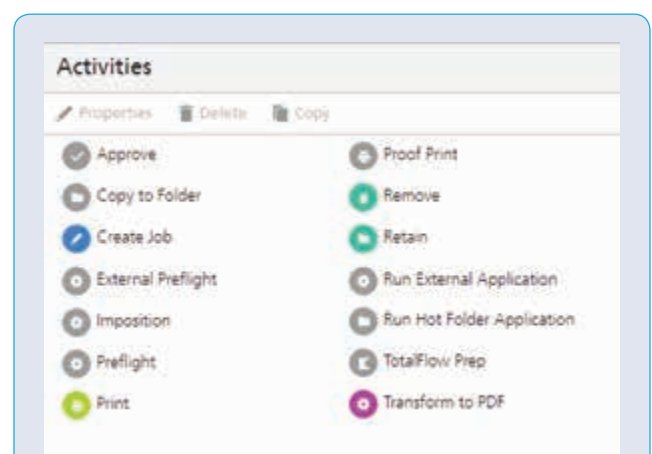 Activities
Properties Delete Copy
Approve
Copy to Folder
Create Job
External Preflight
Imposition
Preflight
Print
Proof Print
Remove
Retain
Run External Application
Run Hot Folder Application
TotalFlow Prep
Transform to PDF